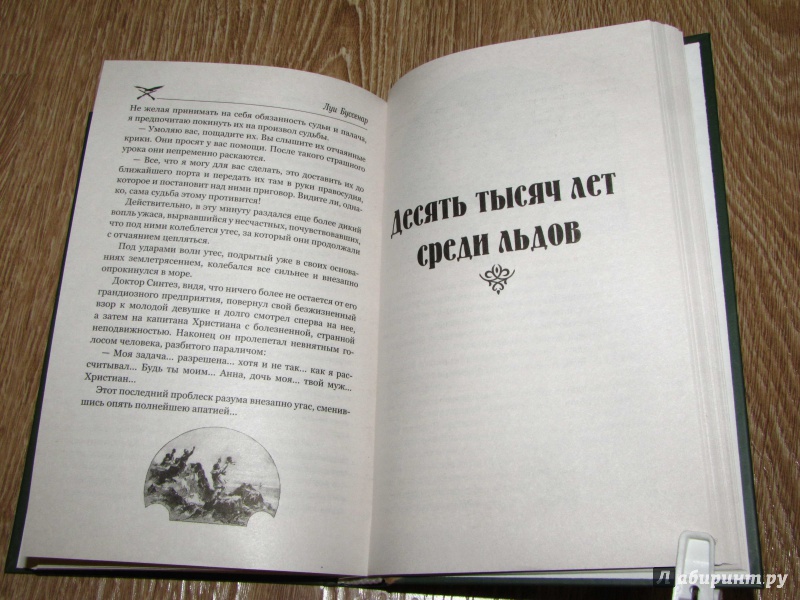 Луи Буссенар
Не желая принимать на себя обязанность судьи и палача,
я предпочитаю покинуть их на произвол судьбы.
— Умоляю вас, пощадите их. Вы слышите их отчаянные
крики. Они просят у вас помощи. После такого страшного
урока они непременно раскаются.
— Все, что я могу для вас сделать, это доставить их до
ближайшего порта и передать их там в руки правосудия,
которое и постановит над ними приговор. Видите ли, одна-
ко, сама судьба этому противится!
Действительно, в эту минуту раздался еще более дикий
вопль ужаса, вырвавшийся у несчастных, почувствовавших,
что под ними колеблется утес, за который они продолжали
с отчаянием цепляться.
Под ударами волн утес, подрытый уже в своих основа-
ниях землетрясением, колебался все сильнее и внезапно
опрокинулся в море.
Доктор Синтез, видя, что ничего более не остается от его
грандиозного предприятия, повернул свой безжизненный
взор к молодой девушке и долго смотрел сперва на нее,
а затем на капитана Христиана с болезненной, странной
неподвижностью. Наконец он пролепетал невнятным го-
лосом человека, разбитого параличом:
— Моя задача... разрешена... хотя и не так... как я рас-
считывал... Будь ты моим... Анна, дочь моя... твой муж...
Христиан...
Этот последний проблеск разума внезапно угас, сменив-
шись опять полнейшею апатией...
Десять тысяч лет
среди льдов
Лабиринт.ру